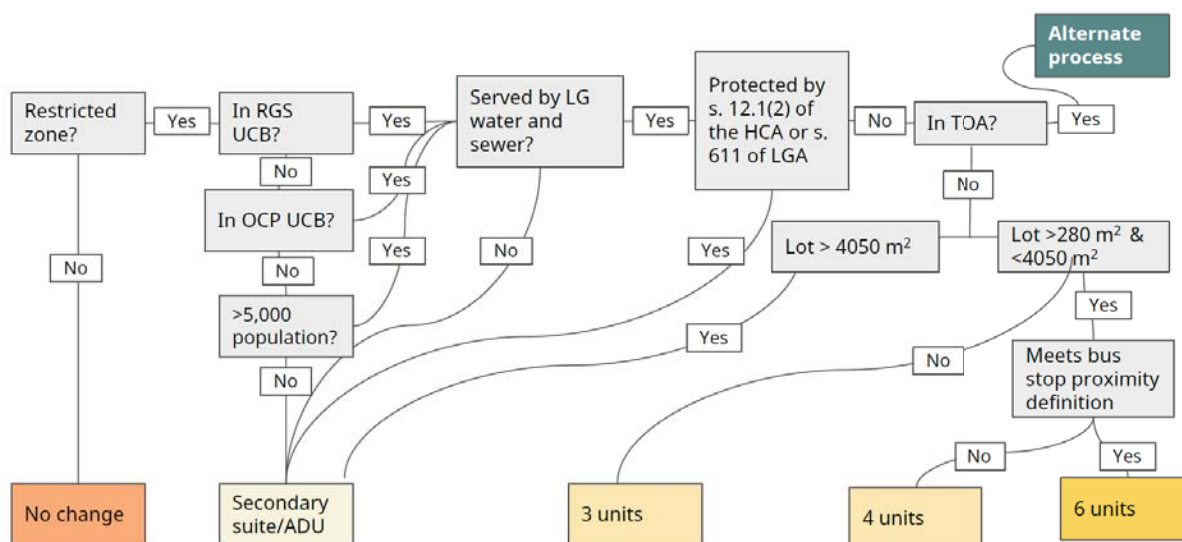 Alternate
process
Restricted
zone?
Yes
In RGS
UCB?
Yes
Served by LG
water and
sewer?
Yes
Protected by
s. 12.1(2) of
the HCA or s.
611 of LGA
No
In TOA?
Yes
No
Yes
No
In OCP UCB?
Lot > 4050 m²
Lot >280 m² &
<4050 m²
No
No
Yes
No
Yes
>5,000
population?
Yes
Yes
No
No
Meets bus
stop proximity
definition
No
Yes
No change
Secondary
suite/ADU
3 units
4 units
6 units